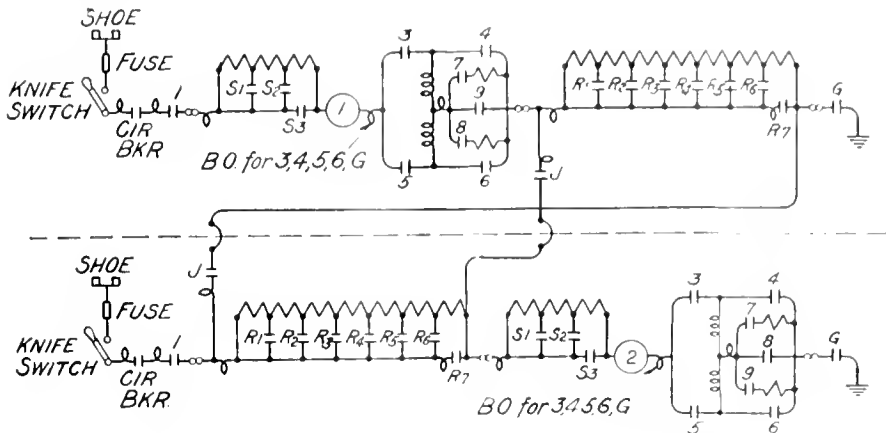 SHOE
FUSE
KNIFE
SWITCH
CIR
BKR
1
S1 S2
S3
1
3 4
7
9
8
5 6
B.O. for 3,4,5,6,G
R1 R2 R3 R4 R5 R6
R7
G
J
J
SHOE
FUSE
KNIFE
SWITCH
CIR
BKR.
1
R1 R2 R3 R4 R5 R6
R7
S1 S2
S3
2
3 4
7
8
9
5 6
G
B.O for 3,4,5,6,G